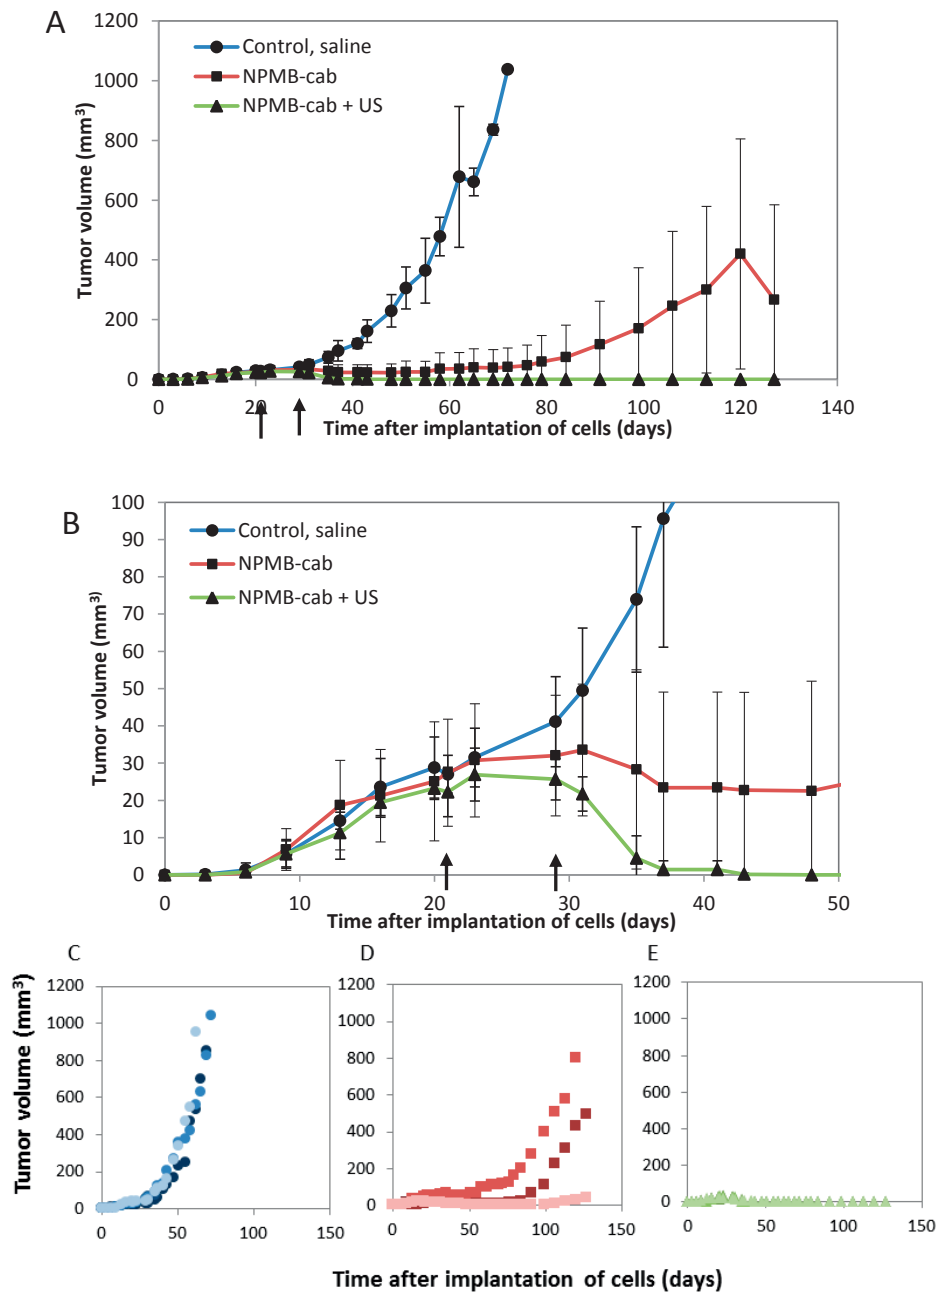 A
Tumor volume (mm3)
1200
1000
800
600
400
200
0
Control, saline
NPMB-cab
NPMB-cab + US
0 20 40 60 80 100 120 140
Time after implantation of cells (days)
B
Tumor volume (mm3)
100
90
80
70
60
50
40
30
20
10
0
Control, saline
NPMB-cab
NPMB-cab + US
0 10 20 30 40 50
Time after implantation of cells (days)
C
Tumor volume (mm3)
1200
1000
800
600
400
200
0
0 50 100 150
D
1200
1000
800
600
400
200
0
0 50 100 150
E
1200
1000
800
600
400
200
0
0 50 100 150
Time after implantation of cells (days)